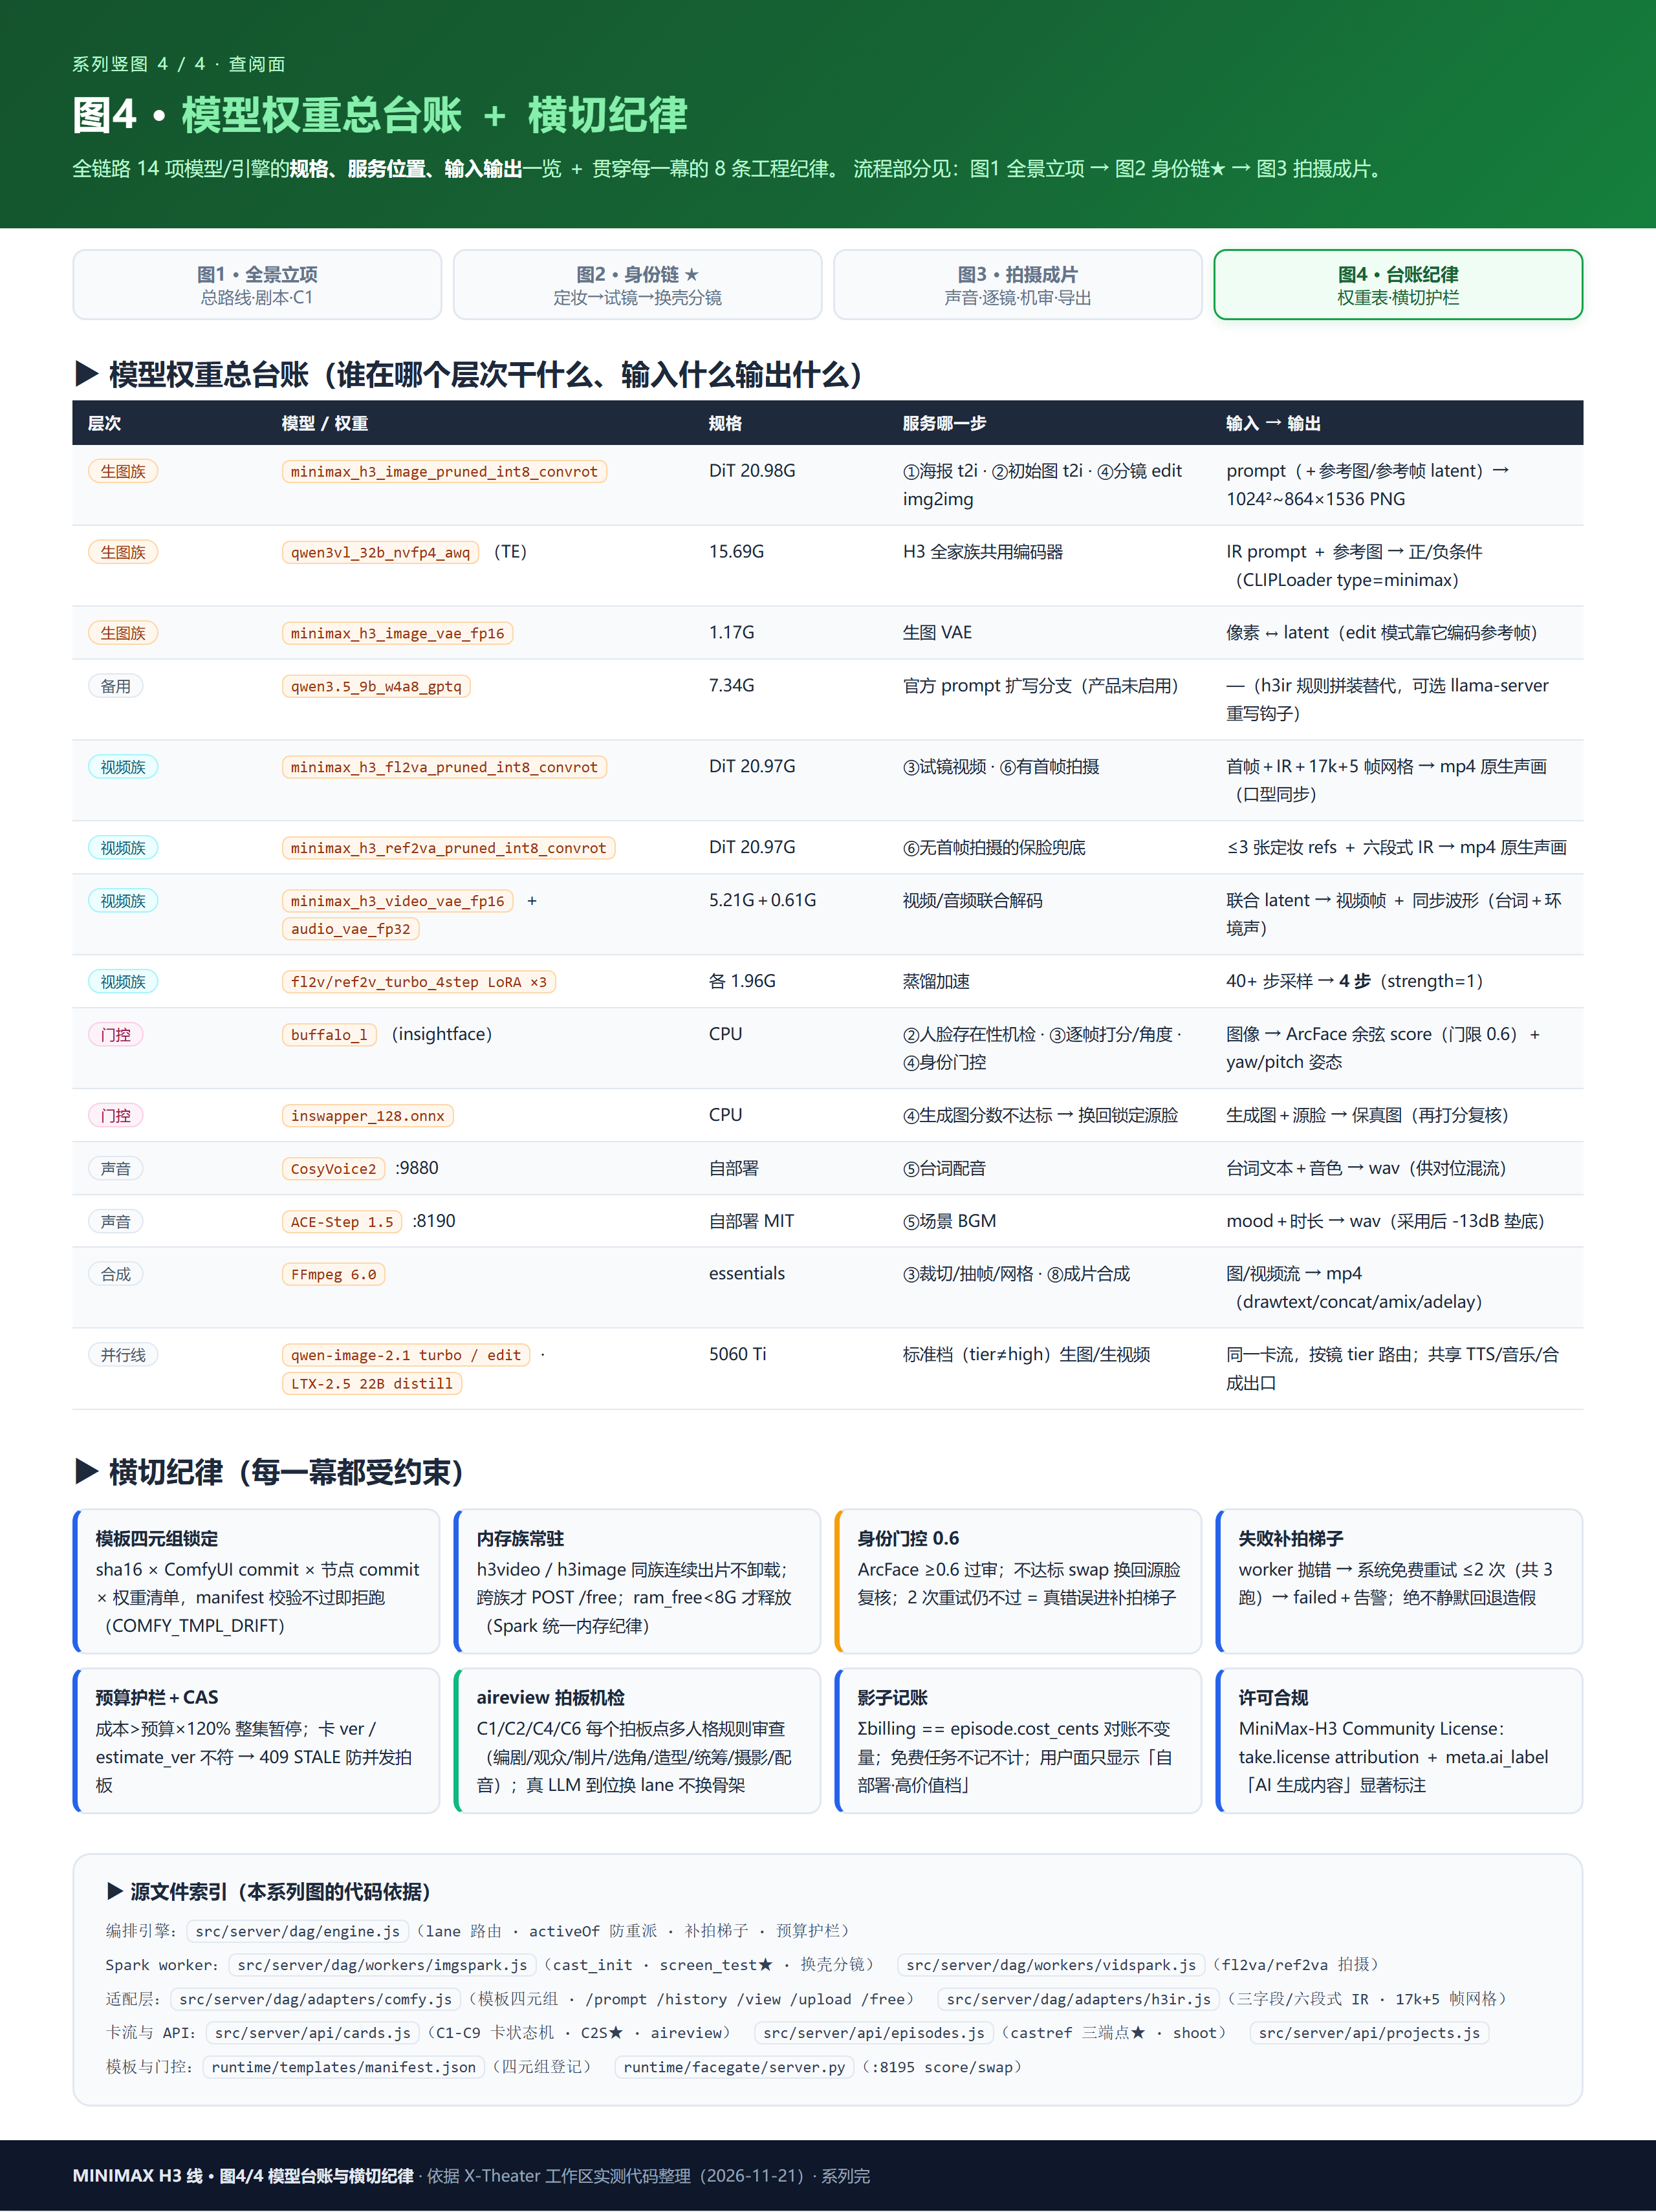 系列竖图 4 / 4 · 查阅面
图4 • 模型权重总台账 + 横切纪律
全链路 14 项模型/引擎的规格、服务位置、输入输出一览 + 贯穿每一幕的 8 条工程纪律。 流程部分见：图1 全景立项 → 图2 身份链★ → 图3 拍摄成片。
图1 • 全景立项
总路线·剧本·C1
图2 • 身份链 ★
定妆→试镜→换壳分镜
图3 • 拍摄成片
声音·逐镜·机审·导出
图4 • 台账纪律
权重表·横切护栏
▶ 模型权重总台账（谁在哪个层次干什么、输入什么输出什么）
层次 模型 / 权重 规格 服务哪一步 输入 → 输出
生图族 minimax_h3_image_pruned_int8_convrot DiT 20.98G ①海报 t2i · ②初始图 t2i · ④分镜 edit prompt（+参考图/参考帧 latent）→
img2img 1024²~864×1536 PNG
生图族 qwen3vl_32b_nvfp4_awq （TE） 15.69G H3 全家族共用编码器 IR prompt + 参考图 → 正/负条件
（CLIPLoader type=minimax）
生图族 minimax_h3_image_vae_fp16 1.17G 生图 VAE 像素 ↔ latent（edit 模式靠它编码参考帧）
备用 qwen3.5_9b_w4a8_gptq 7.34G 官方 prompt 扩写分支（产品未启用） —（h3ir 规则拼装替代，可选 llama-server
重写钩子）
视频族 minimax_h3_fl2va_pruned_int8_convrot DiT 20.97G ③试镜视频 · ⑥有首帧拍摄 首帧+IR+17k+5 帧网格 → mp4 原生声画
（口型同步）
视频族 minimax_h3_ref2va_pruned_int8_convrot DiT 20.97G ⑥无首帧拍摄的保脸兜底 ≤3 张定妆 refs + 六段式 IR → mp4 原生声画
视频族 minimax_h3_video_vae_fp16 + 5.21G+0.61G 视频/音频联合解码 联合 latent → 视频帧 + 同步波形（台词+环
audio_vae_fp32 境声）
视频族 fl2v/ref2v_turbo_4step LoRA ×3 各 1.96G 蒸馏加速 40+ 步采样 → 4 步（strength=1）
门控 buffalo_l （insightface） CPU ②人脸存在性机检 · ③逐帧打分/角度 · 图像 → ArcFace 余弦 score（门限 0.6）+
④身份门控 yaw/pitch 姿态
门控 inswapper_128.onnx CPU ④生成图分数不达标 → 换回锁定源脸 生成图+源脸 → 保真图（再打分复核）
声音 CosyVoice2 :9880 自部署 ⑤台词配音 台词文本+音色 → wav（供对位混流）
声音 ACE-Step 1.5 :8190 自部署 MIT ⑤场景 BGM mood+时长 → wav（采用后 -13dB 垫底）
合成 FFmpeg 6.0 essentials ③裁切/抽帧/网格 · ⑧成片合成 图/视频流 → mp4
（drawtext/concat/amix/adelay）
并行线 qwen-image-2.1 turbo / edit · 5060 Ti 标准档（tier≠high）生图/生视频 同一卡流，按镜 tier 路由；共享 TTS/音乐/合
LTX-2.5 22B distill 成出口
▶ 横切纪律（每一幕都受约束）
模板四元组锁定
sha16 × ComfyUI commit × 节点 commit
× 权重清单，manifest 校验不过即拒跑
（COMFY_TMPL_DRIFT）
内存族常驻
h3video / h3image 同族连续出片不卸载；
跨族才 POST /free；ram_free<8G 才释放
（Spark 统一内存纪律）
身份门控 0.6
ArcFace ≥0.6 过审；不达标 swap 换回源脸
复核；2 次重试仍不过 = 真错误进补拍梯子
失败补拍梯子
worker 抛错 → 系统免费重试 ≤2 次（共 3
跑）→ failed+告警；绝不静默回退造假
预算护栏+CAS
成本>预算×120% 整集暂停；卡 ver /
estimate_ver 不符 → 409 STALE 防并发拍
板
aireview 拍板机检
C1/C2/C4/C6 每个拍板点多人格规则审查
（编剧/观众/制片/选角/造型/统筹/摄影/配
音）；真 LLM 到位换 lane 不换骨架
影子记账
Σbilling == episode.cost_cents 对账不变
量；免费任务不记不计；用户面只显示「自
部署·高价值档」
许可合规
MiniMax-H3 Community License：
take.license attribution + meta.ai_label
「AI 生成内容」显著标注
▶ 源文件索引（本系列图的代码依据）
编排引擎：src/server/dag/engine.js（lane 路由 · activeOf 防重派 · 补拍梯子 · 预算护栏）
Spark worker：src/server/dag/workers/imgspark.js（cast_init · screen_test★ · 换壳分镜） src/server/dag/workers/vidspark.js（fl2va/ref2va 拍摄）
适配层：src/server/dag/adapters/comfy.js（模板四元组 · /prompt /history /view /upload /free） src/server/dag/adapters/h3ir.js（三字段/六段式 IR · 17k+5 帧网格）
卡流与 API：src/server/api/cards.js（C1-C9 卡状态机 · C2S★ · aireview） src/server/api/episodes.js（castref 三端点★ · shoot） src/server/api/projects.js
模板与门控：runtime/templates/manifest.json（四元组登记） runtime/facegate/server.py（:8195 score/swap）
MINIMAX H3 线 • 图4/4 模型台账与横切纪律 · 依据 X-Theater 工作区实测代码整理（2026-11-21）· 系列完